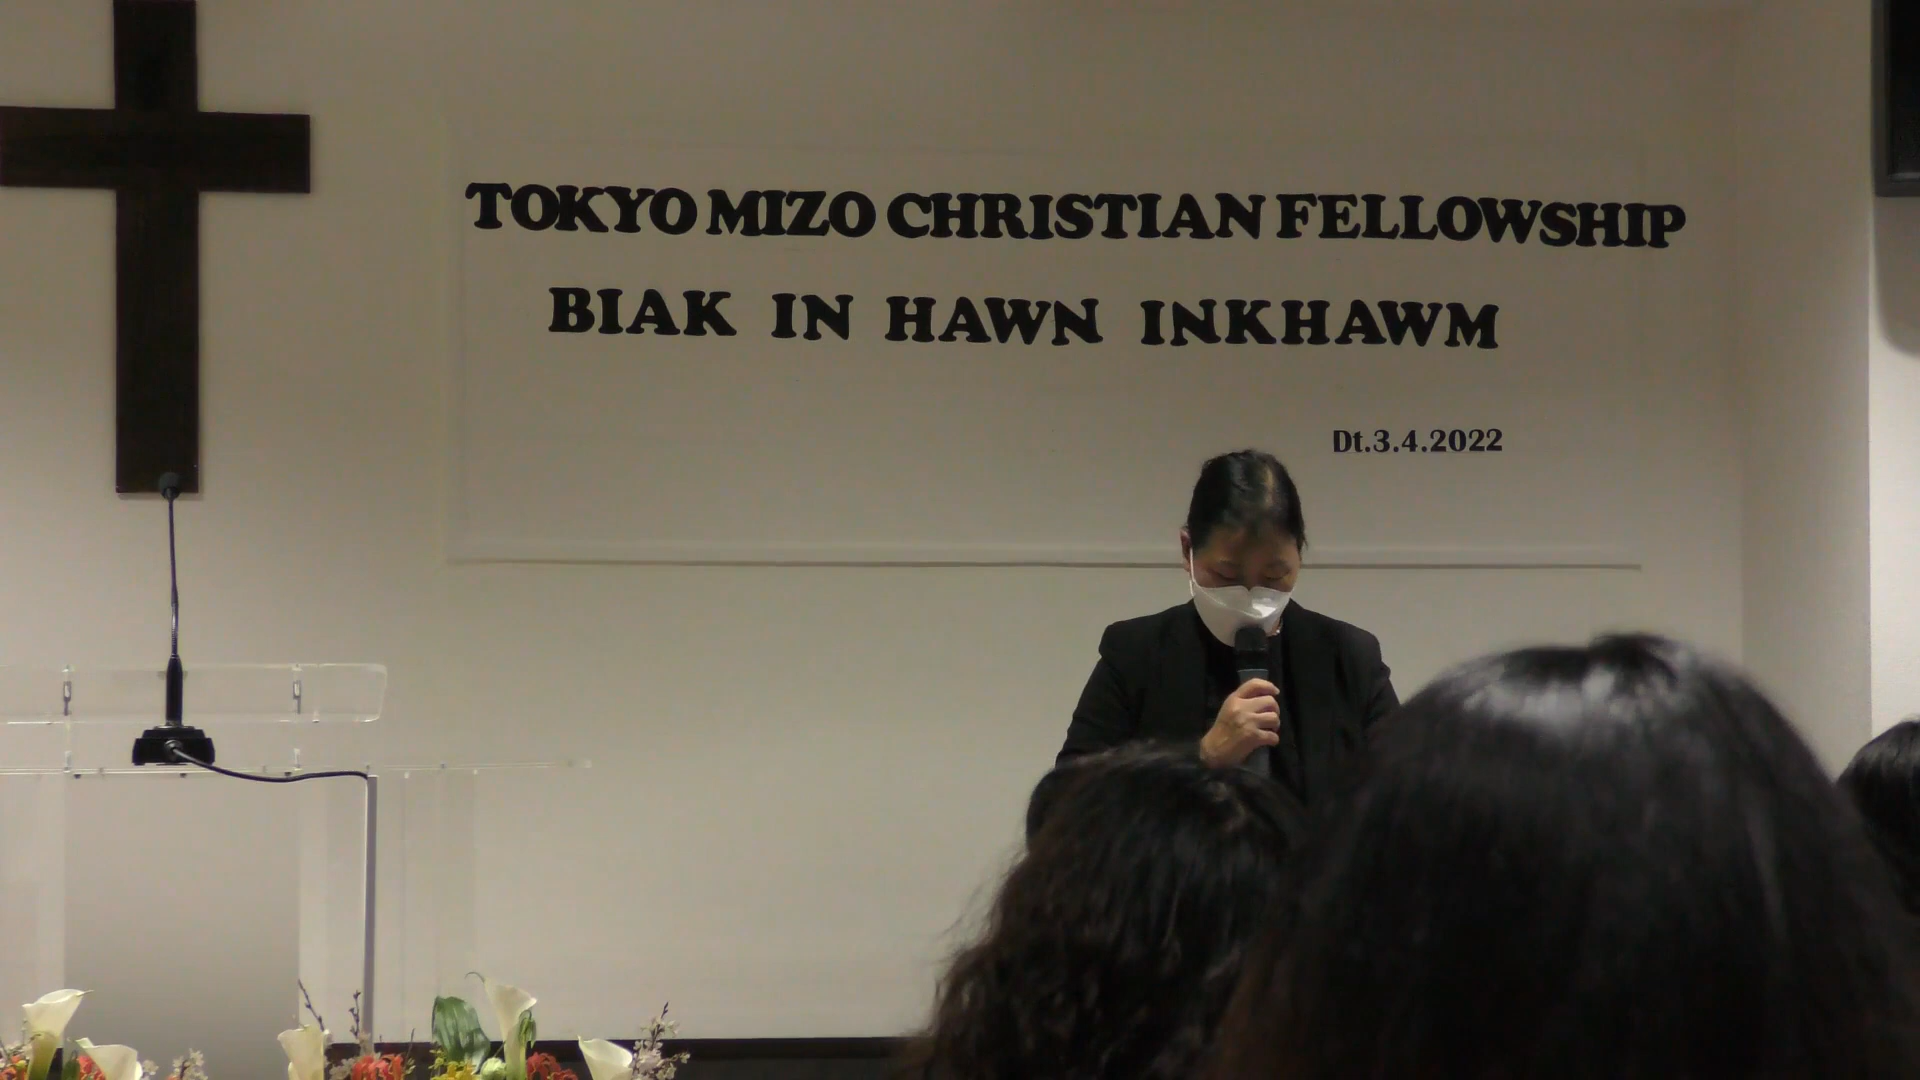 TOKYO MIZO CHRISTIAN FELLOWSHIP
BIAK IN HAWN INKHAWM
Dt.3.4.2022